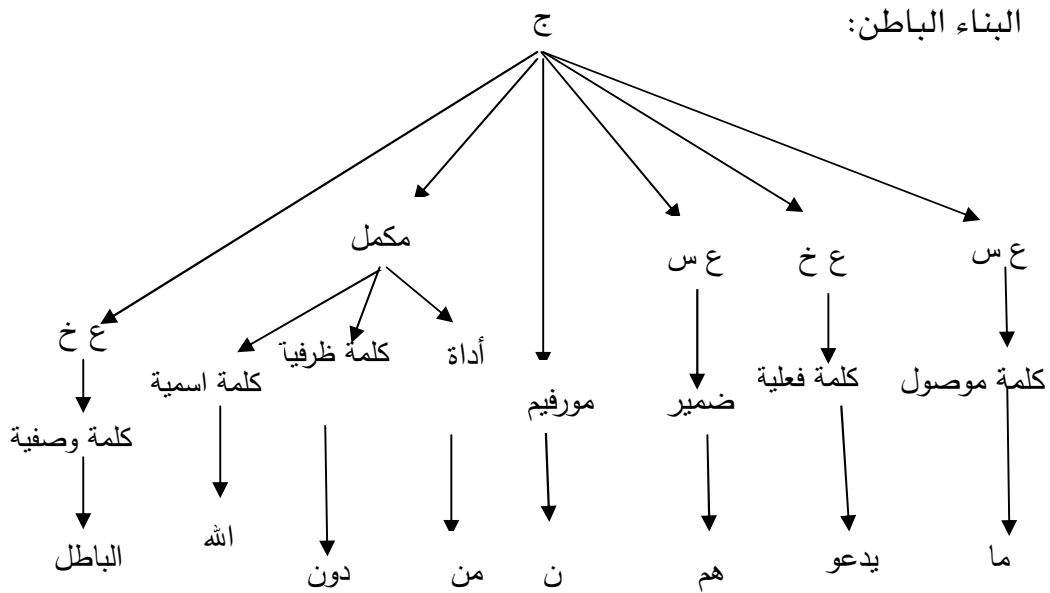 البناء الباطن:
ج
ع س
ع خ
ع س
مكمل
ع خ
كلمة موصول
كلمة فعلية
ضمير
مورفيم
أداة
كلمة ظرفية
كلمة اسمية
كلمة وصفية
ما
يدعو
هم
ن
من
دون
الله
الباطل